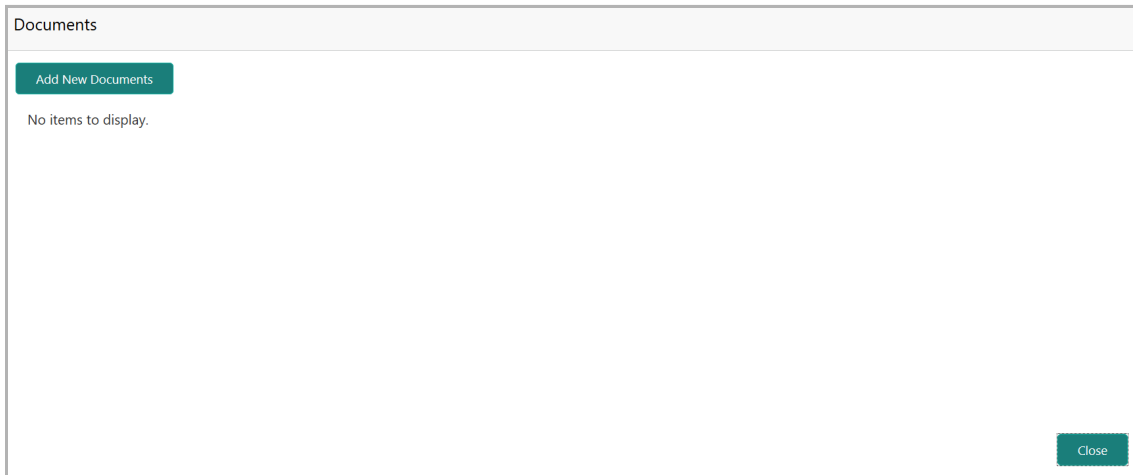 Documents
Add New Documents
No items to display.
Close